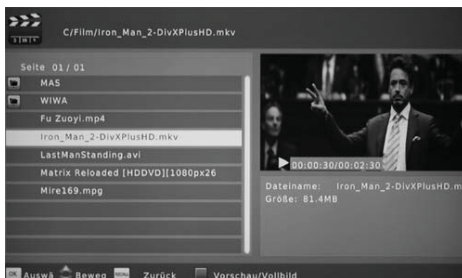 C/Film/Iron_Man_2-DivXPlusHD.mkv
Seite 01/01
MAS
WIWA
Fu Zuoyi.mp4
Iron_Man_2-DivXPlusHD.mkv
LastManStanding.avi
Matrix Reloaded [HDDVD][1080px26
Mire169.mpg
00:00:30/00:02:30
Dateiname: Iron_Man_2-DivXPlusHD.m
Größe: 81.4MB
OK Auswä Beweg MENU Zurück Vorschau/Vollbild